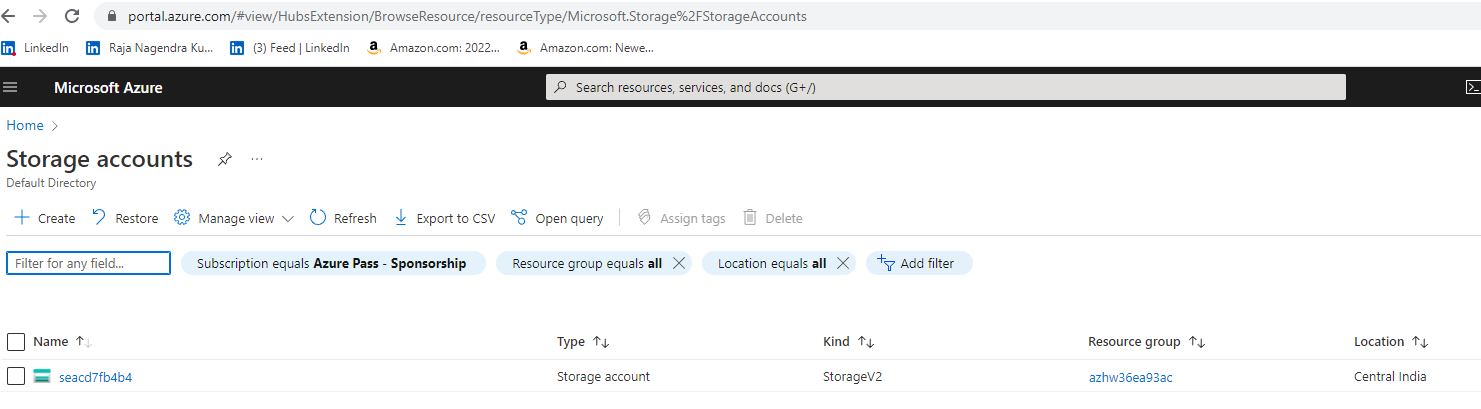 portal.azure.com/#view/HubsExtension/BrowseResource/resourceType/Microsoft.Storage%2FStorageAccounts
LinkedIn Raja Nagendra Ku... (3) Feed | LinkedIn Amazon.com: 2022... Amazon.com: Newe...
Microsoft Azure Search resources, services, and docs (G+/)
Home >
Storage accounts ...
Default Directory
+ Create Restore Manage view Refresh Export to CSV Open query Assign tags Delete
Filter for any field... Subscription equals Azure Pass - Sponsorship Resource group equals all Location equals all Add filter
Name Type Kind Resource group Location
seacd7fb4b4 Storage account StorageV2 azhw36ea93ac Central India